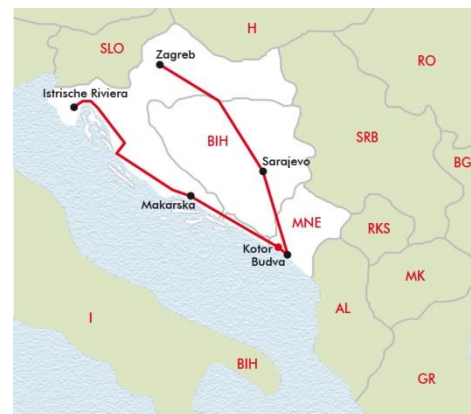 H
SLO
Zagreb
RO
Istrische Riviera
BIH
SRB
BG
Sarajevo
Makarska
MNE
RKS
Kotor
Budva
MK
AL
I
BIH
GR